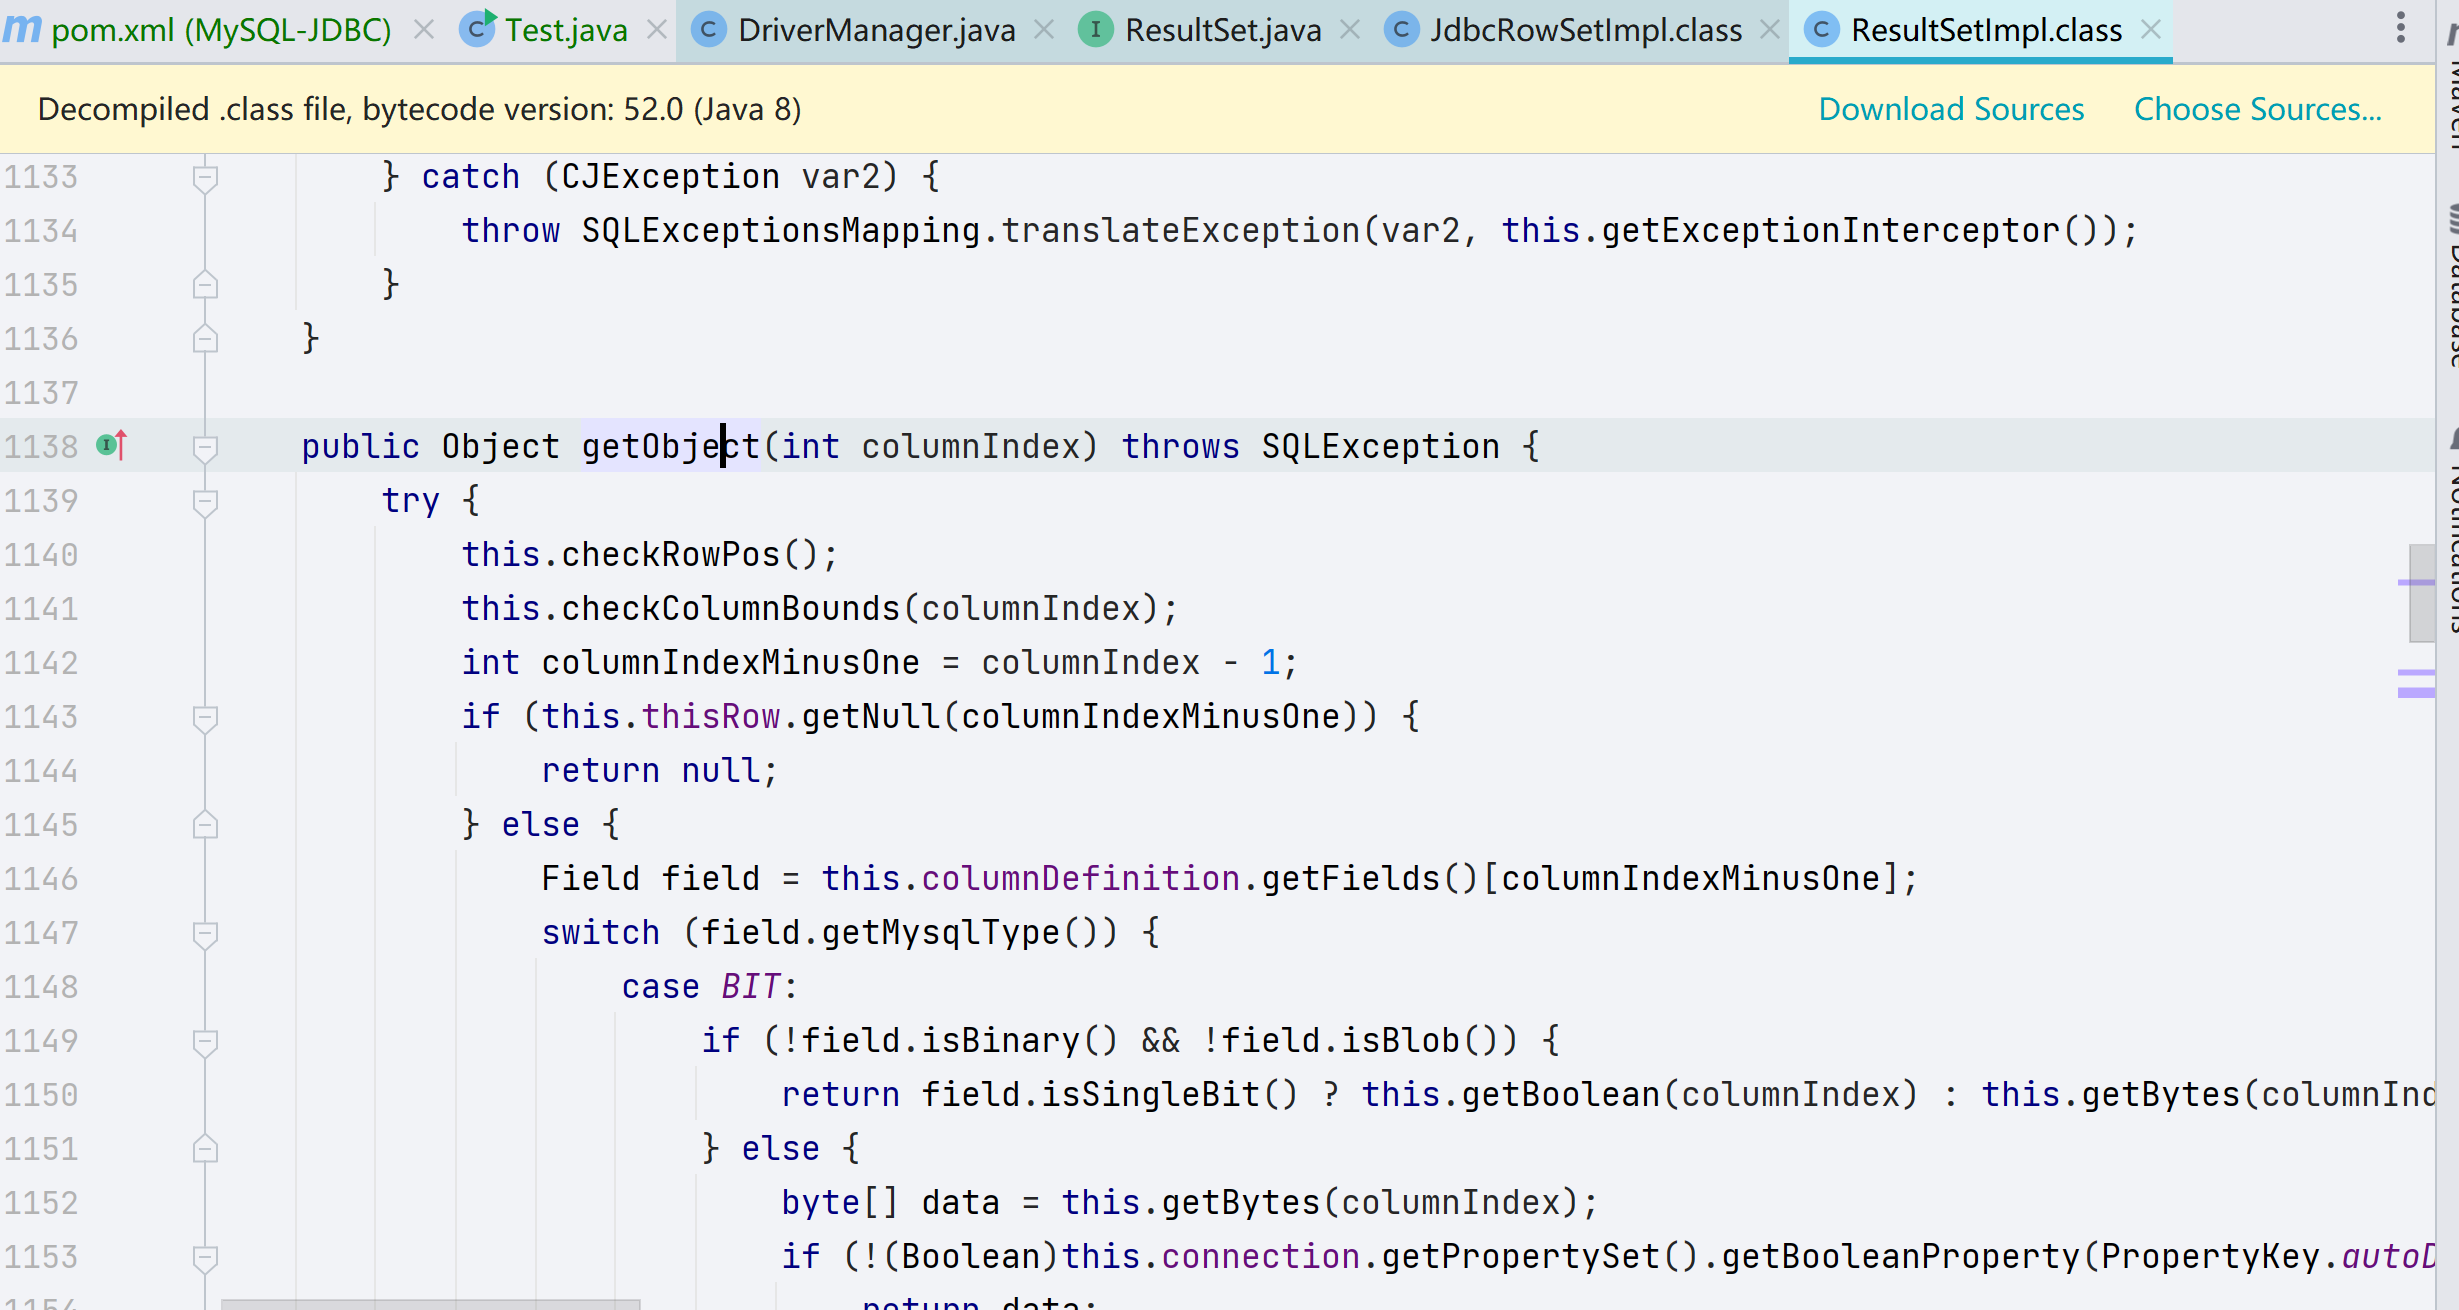 m pom.xml (MySQL-JDBC) Test.java DriverManager.java ResultSet.java JdbcRowSetImpl.class ResultSetImpl.class
Decompiled .class file, bytecode version: 52.0 (Java 8) Download Sources Choose Sources...
1133 } catch (CJException var2) {
1134 throw SQLExceptionsMapping.translateException(var2, this.getExceptionInterceptor());
1135 }
1136 }
1137
1138 public Object getObject(int columnIndex) throws SQLException {
1139 try {
1140 this.checkRowPos();
1141 this.checkColumnBounds(columnIndex);
1142 int columnIndexMinusOne = columnIndex - 1;
1143 if (this.thisRow.getNull(columnIndexMinusOne)) {
1144 return null;
1145 } else {
1146 Field field = this.columnDefinition.getFields()[columnIndexMinusOne];
1147 switch (field.getMysqlType()) {
1148 case BIT:
1149 if (!field.isBinary() && !field.isBlob()) {
1150 return field.isSingleBit() ? this.getBoolean(columnIndex) : this.getBytes(columnInd
1151 } else {
1152 byte[] data = this.getBytes(columnIndex);
1153 if (!(Boolean)this.connection.getPropertySet().getBooleanProperty(PropertyKey.autoD
1154 return data;
Maven
Database
Notifications